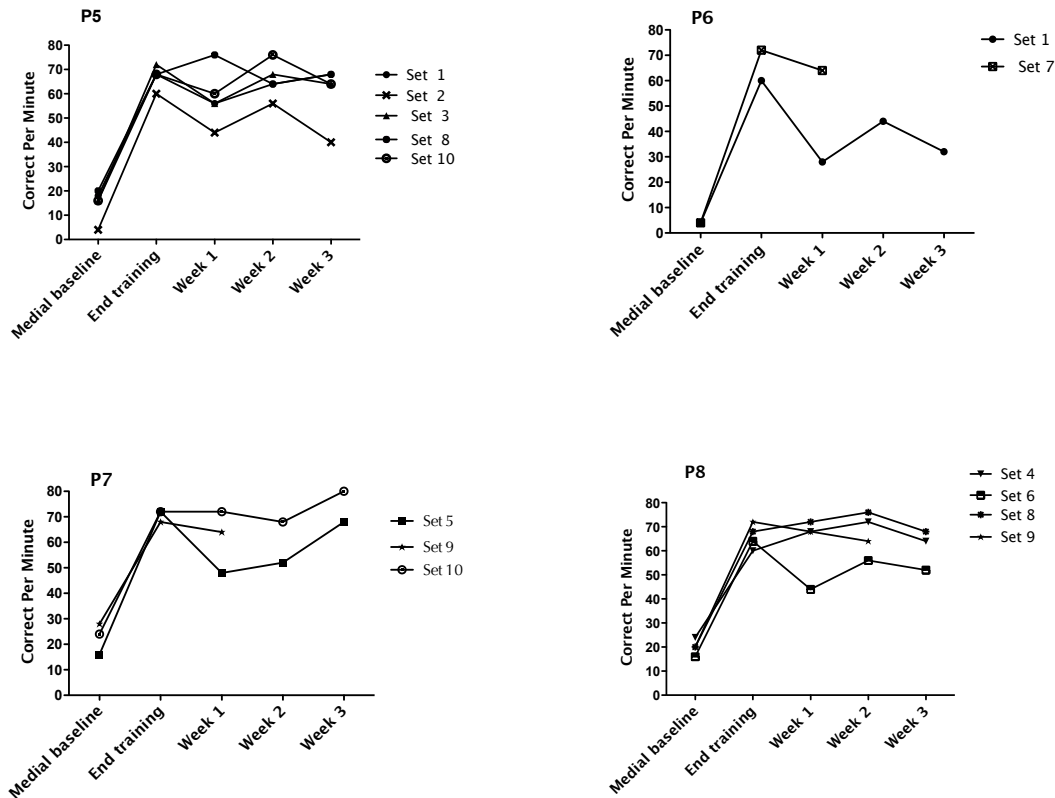 P5
80
70
60
50
40
30
20
10
0
Correct Per Minute
Medial baseline
End training
Week 1
Week 2
Week 3
Set 1
Set 2
Set 3
Set 8
Set 10
P6
80
70
60
50
40
30
20
10
0
Correct Per Minute
Medial baseline
End training
Week 1
Week 2
Week 3
Set 1
Set 7
P7
80
70
60
50
40
30
20
10
0
Correct Per Minute
Medial baseline
End training
Week 1
Week 2
Week 3
Set 5
Set 9
Set 10
P8
80
70
60
50
40
30
20
10
0
Correct Per Minute
Medial baseline
End training
Week 1
Week 2
Week 3
Set 4
Set 6
Set 8
Set 9